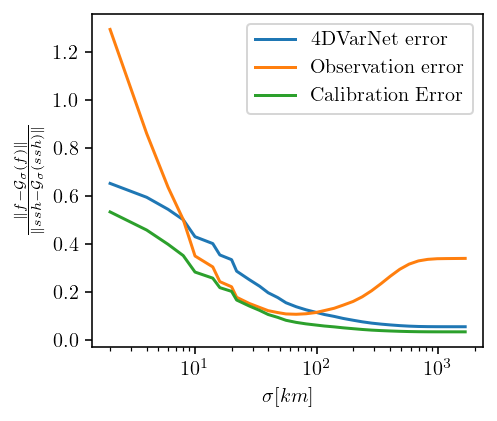 4DVarNet error
Observation error
Calibration Error
1.2
1.0
0.8
0.6
0.4
0.2
0.0
‖f−𝒢σ(f)‖
‖ssh−𝒢σ(ssh)‖
10¹ 10² 10³
σ[km]